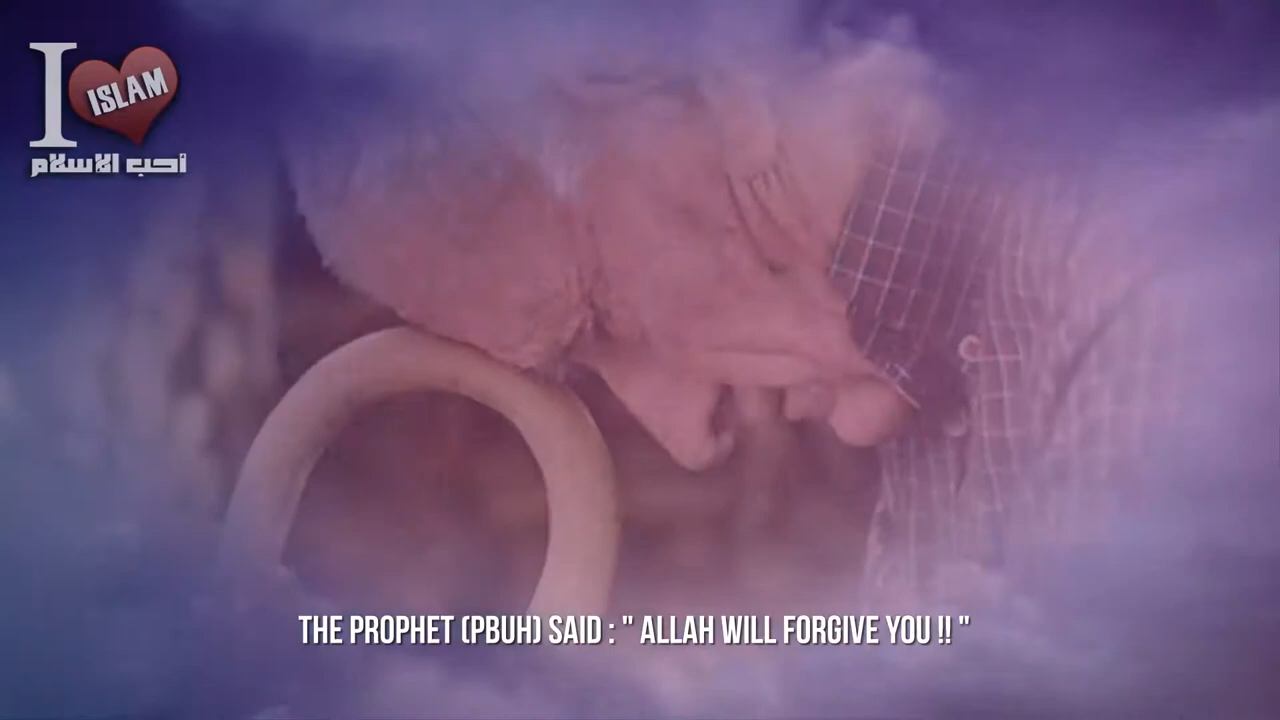 I
ISLAM
أحب الاسلام
THE PROPHET (PBUH) SAID : " ALLAH WILL FORGIVE YOU !! "